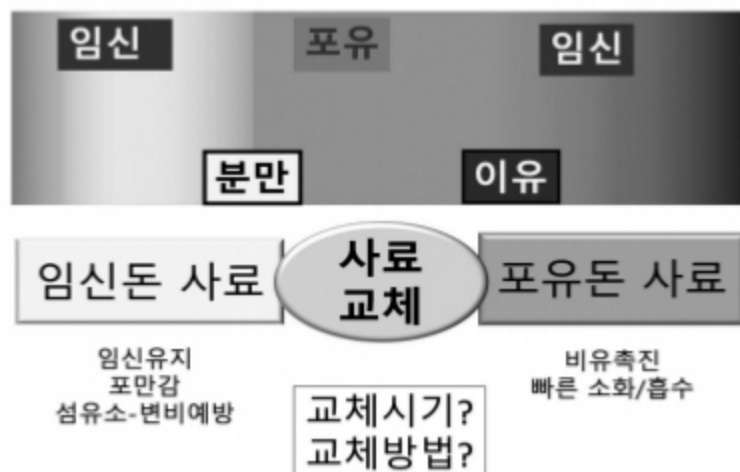 임신 포유 임신
분만 이유
임신돈 사료
사료
교체
포유돈 사료
임신유지
포만감
섬유소-변비예방
비유촉진
빠른 소화/흡수
교체시기?
교체방법?